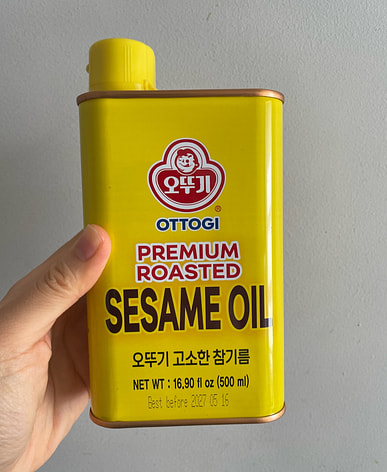 오뚜기
®
OTTOGI
PREMIUM
ROASTED
SESAME OIL
오뚜기 고소한 참기름
NET WT : 16.90 fl oz (500 ml)
Best before 2027 05 16